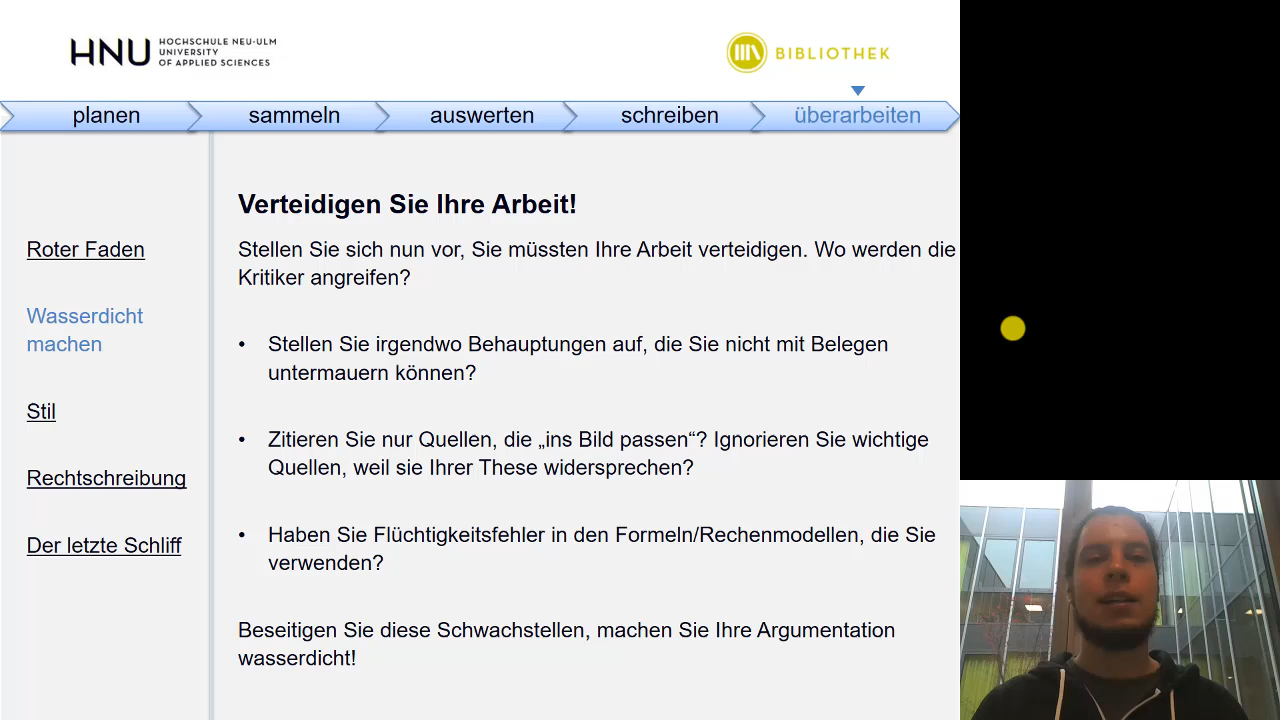 HNU HOCHSCHULE NEU-ULM
UNIVERSITY
OF APPLIED SCIENCES
BIBLIOTHEK
planen sammeln auswerten schreiben überarbeiten
Roter Faden
Wasserdicht
machen
Stil
Rechtschreibung
Der letzte Schliff
Verteidigen Sie Ihre Arbeit!
Stellen Sie sich nun vor, Sie müssten Ihre Arbeit verteidigen. Wo werden die
Kritiker angreifen?
• Stellen Sie irgendwo Behauptungen auf, die Sie nicht mit Belegen
untermauern können?
• Zitieren Sie nur Quellen, die „ins Bild passen“? Ignorieren Sie wichtige
Quellen, weil sie Ihrer These widersprechen?
• Haben Sie Flüchtigkeitsfehler in den Formeln/Rechenmodellen, die Sie
verwenden?
Beseitigen Sie diese Schwachstellen, machen Sie Ihre Argumentation
wasserdicht!